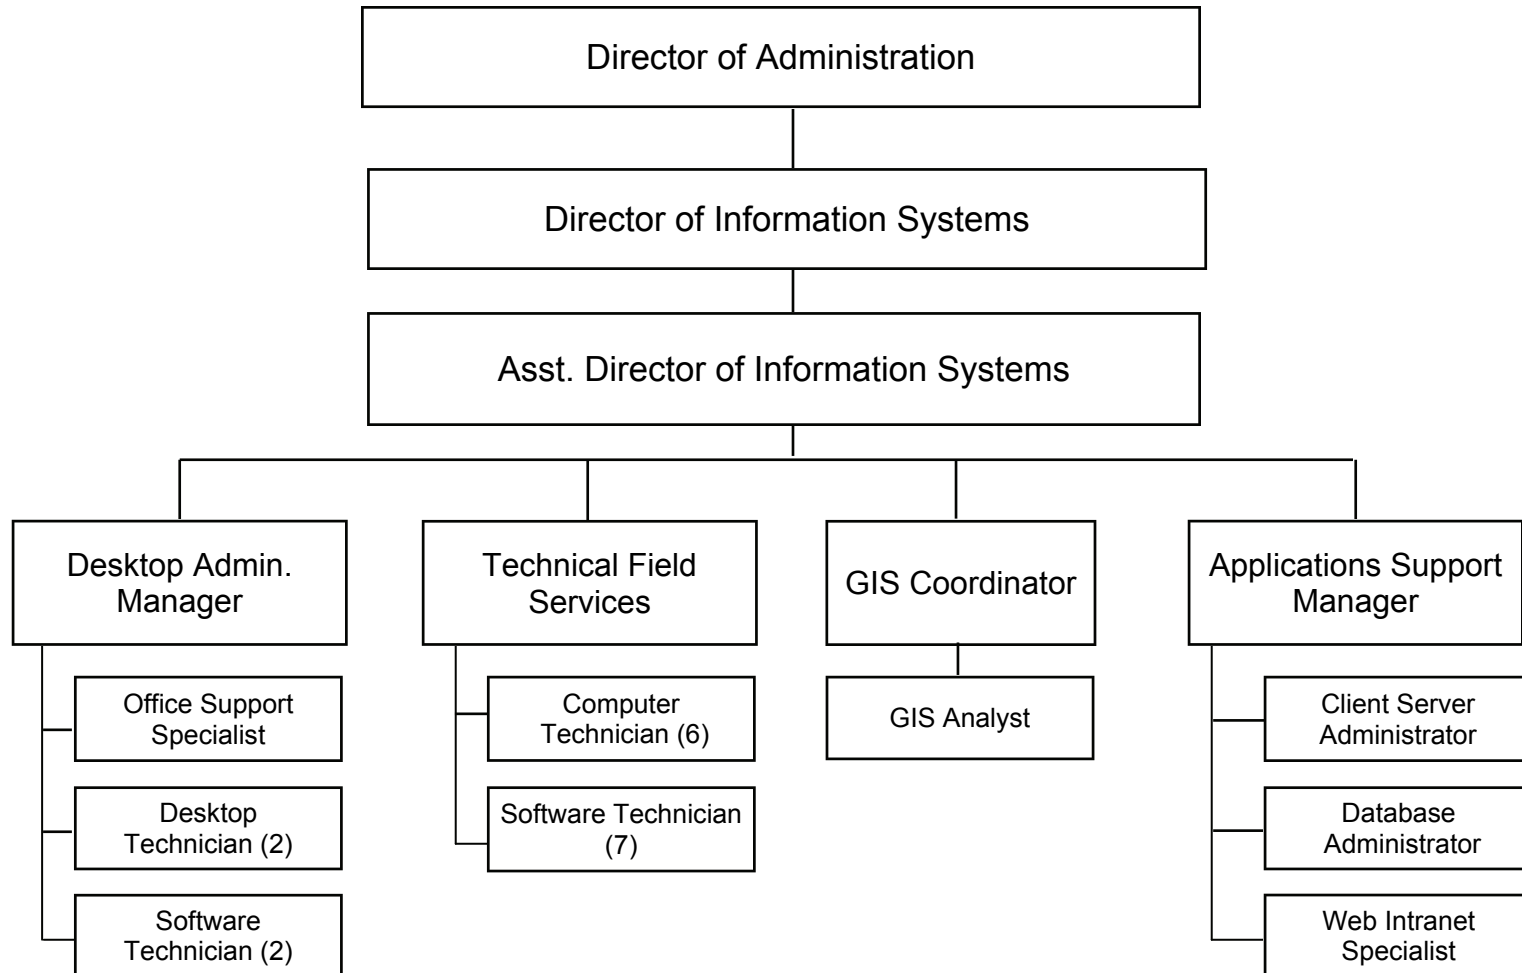 Director of Administration
Director of Information Systems
Asst. Director of Information Systems
Desktop Admin.
Manager
Technical Field
Services
GIS Coordinator
Applications Support
Manager
Office Support
Specialist
Desktop
Technician (2)
Software
Technician (2)
Computer
Technician (6)
Software Technician
(7)
GIS Analyst
Client Server
Administrator
Database
Administrator
Web Intranet
Specialist